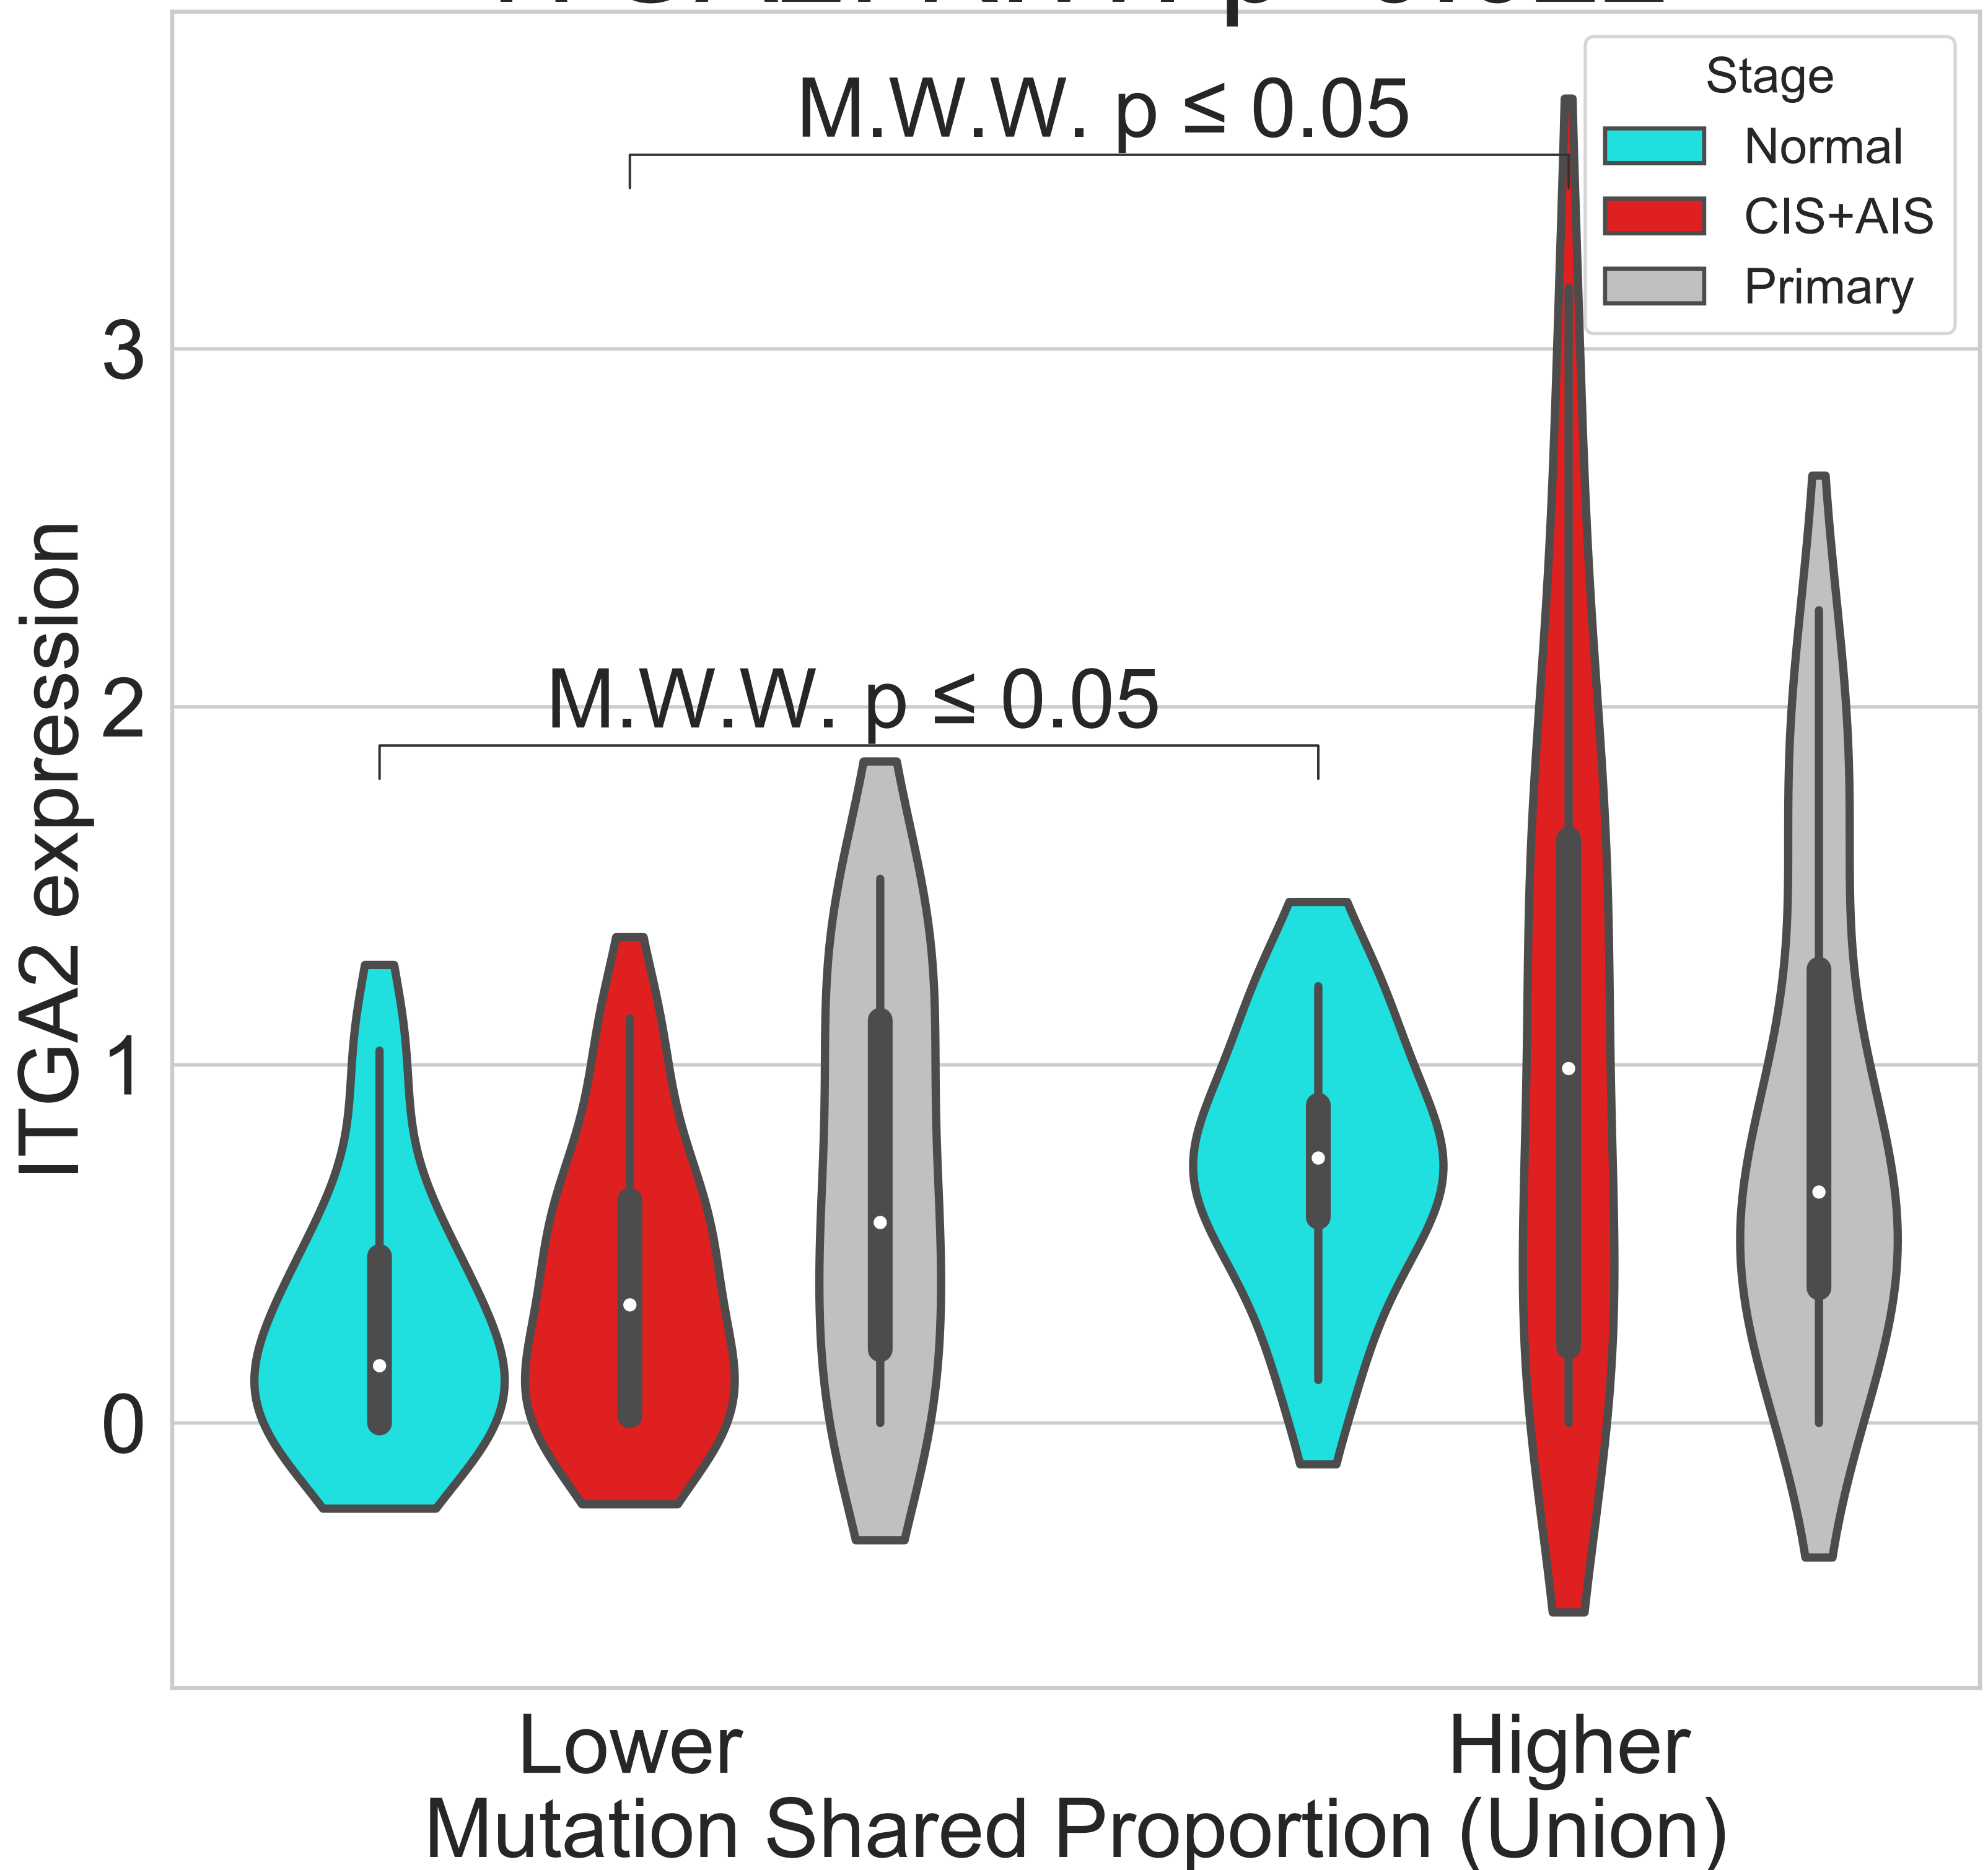 M.W.W. p ≤ 0.05
Stage
Normal
CIS+AIS
Primary
3
M.W.W. p ≤ 0.05
2
1
0
ITGA2 expression
Lower
Higher
Mutation Shared Proportion (Union)